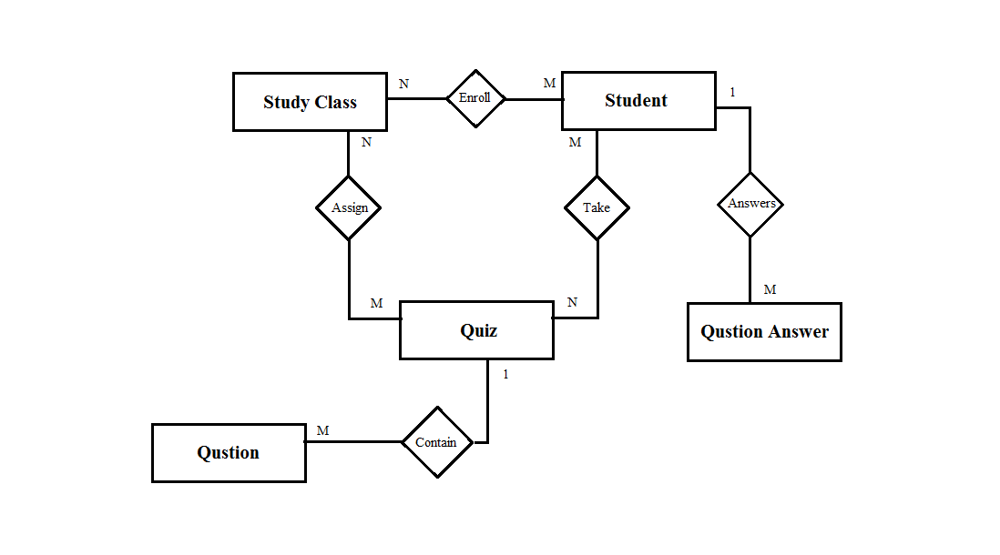 N
M
1
Study Class
Enroll
Student
N
M
Assign
Take
Answers
M
N
M
Quiz
Qustion Answer
1
M
Contain
Qustion